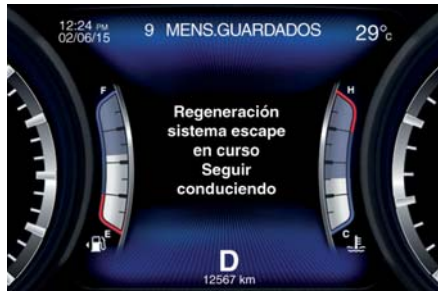 12:24 PM
02/06/15
9 MENS.GUARDADOS
29°c
F
H
Regeneración
sistema escape
en curso
Seguir
conduciendo
E
C
D
12567 km